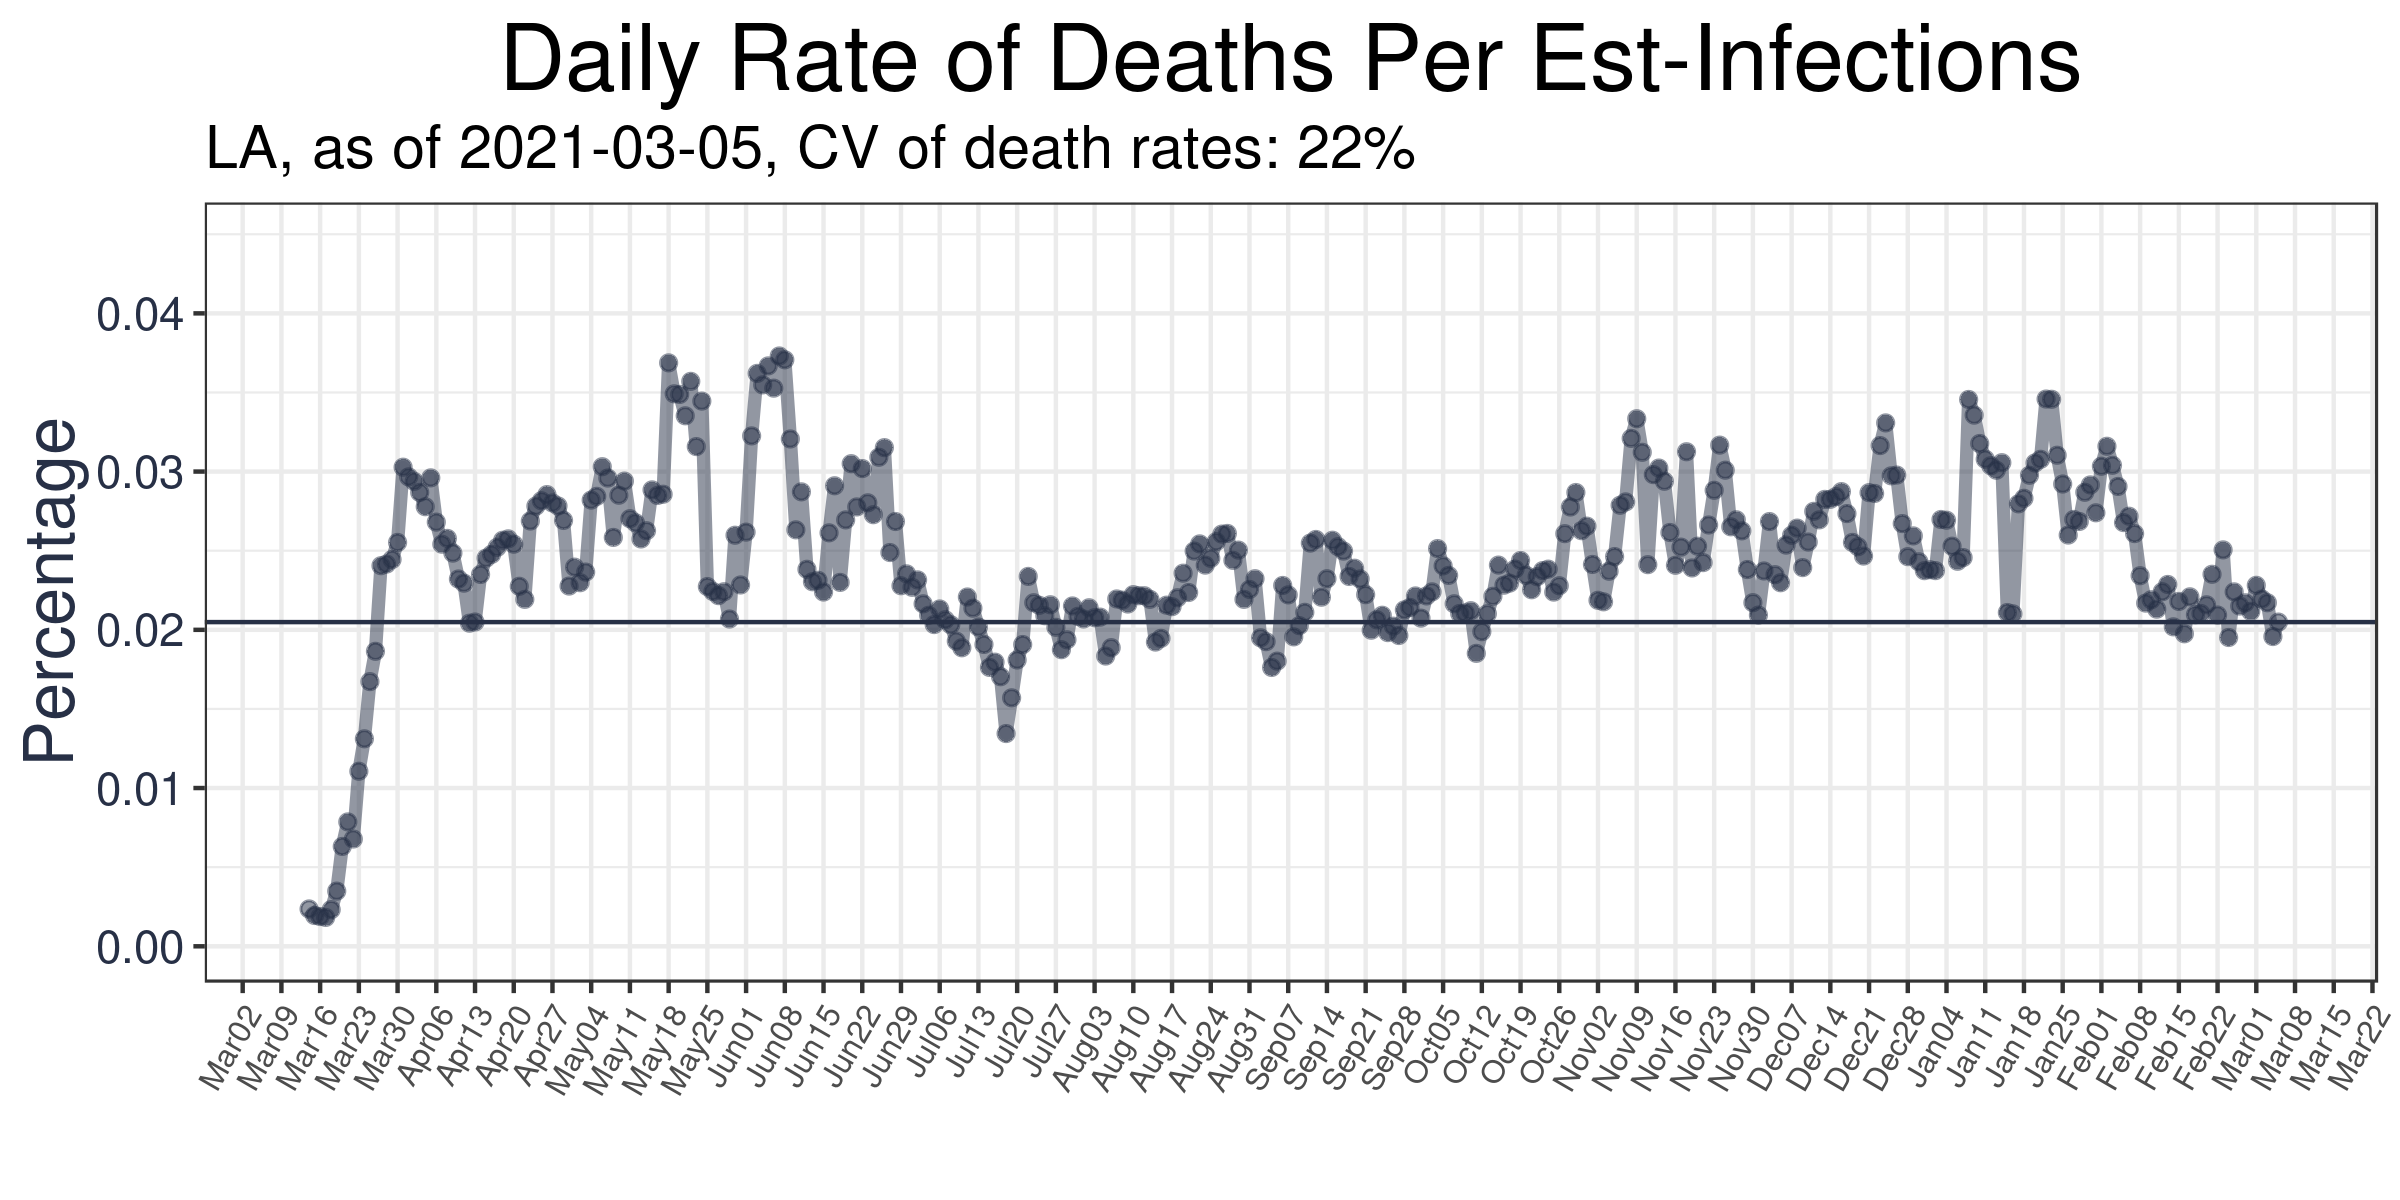 Daily Rate of Deaths Per Est-Infections
LA, as of 2021-03-05, CV of death rates: 22%
Percentage
0.04
0.03
0.02
0.01
0.00
Mar02
Mar09
Mar16
Mar23
Mar30
Apr06
Apr13
Apr20
Apr27
May04
May11
May18
May25
Jun01
Jun08
Jun15
Jun22
Jun29
Jul06
Jul13
Jul20
Jul27
Aug03
Aug10
Aug17
Aug24
Aug31
Sep07
Sep14
Sep21
Sep28
Oct05
Oct12
Oct19
Oct26
Nov02
Nov09
Nov16
Nov23
Nov30
Dec07
Dec14
Dec21
Dec28
Jan04
Jan11
Jan18
Jan25
Feb01
Feb08
Feb15
Feb22
Mar01
Mar08
Mar15
Mar22